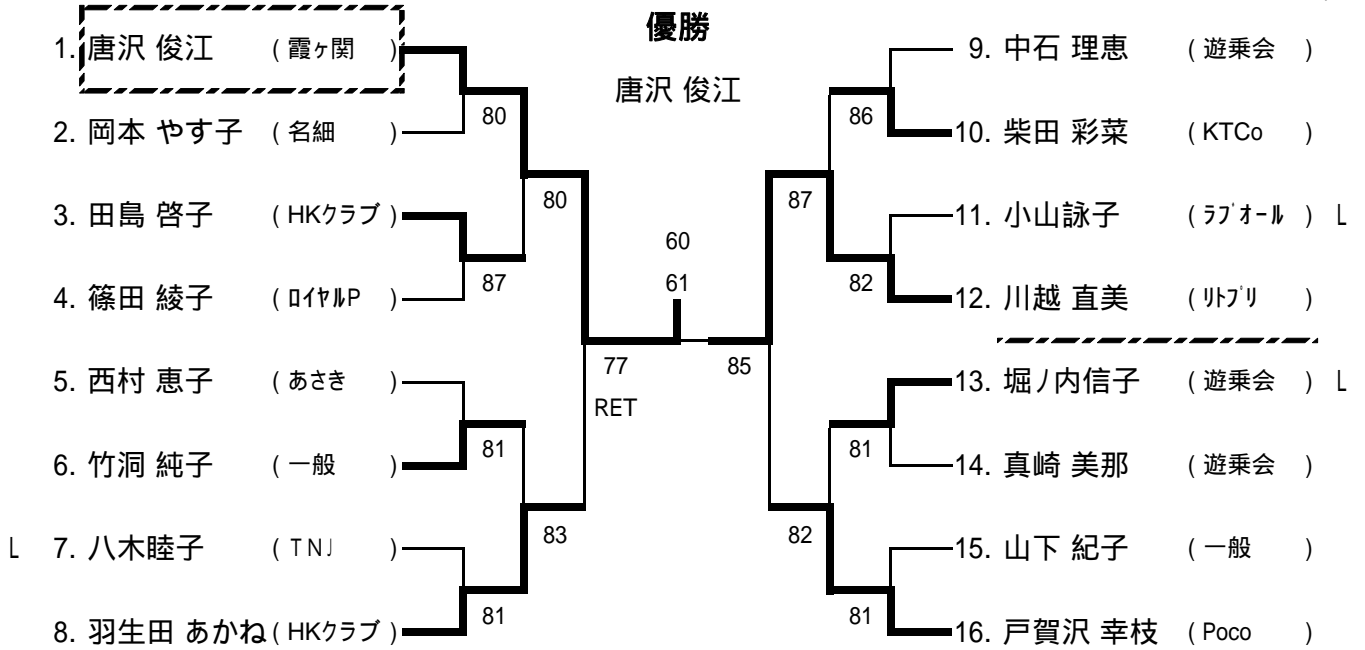 優勝
唐沢 俊江
1. 唐沢 俊江 ( 霞ヶ関 )
2. 岡本 やす子 ( 名細 )
3. 田島 啓子 ( HKクラブ )
4. 篠田 綾子 ( ﾛｲﾔﾙP )
5. 西村 恵子 ( あさき )
6. 竹洞 純子 ( 一般 )
L 7. 八木睦子 ( TNJ )
8. 羽生田 あかね ( HKクラブ )
80
87
81
81
80
83
77
RET
60
61
85
87
82
86
82
81
81
9. 中石 理恵 ( 遊乗会 )
10. 柴田 彩菜 ( KTCo )
11. 小山詠子 ( ﾗﾌﾞｵｰﾙ ) L
12. 川越 直美 ( ﾘﾄﾌﾟﾘ )
13. 堀ノ内信子 ( 遊乗会 ) L
14. 真崎 美那 ( 遊乗会 )
15. 山下 紀子 ( 一般 )
16. 戸賀沢 幸枝 ( Poco )